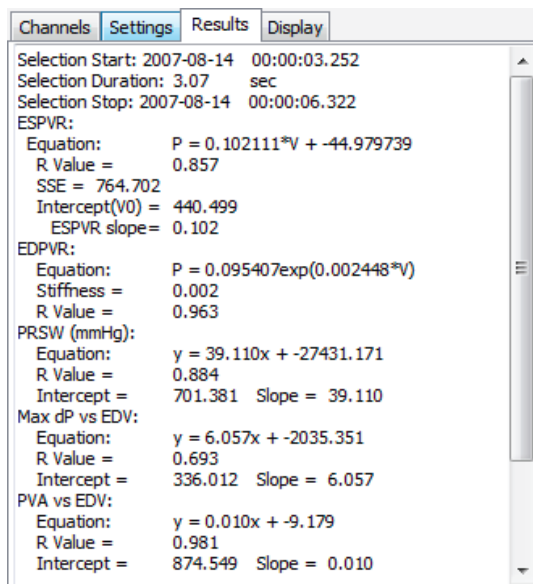 Channels Settings Results Display
Selection Start: 2007-08-14 00:00:03.252
Selection Duration: 3.07 sec
Selection Stop: 2007-08-14 00:00:06.322
ESPVR:
Equation: P = 0.102111*V + -44.979739
R Value = 0.857
SSE = 764.702
Intercept(V0) = 440.499
ESPVR slope= 0.102
EDPVR:
Equation: P = 0.095407exp(0.002448*V)
Stiffness = 0.002
R Value = 0.963
PRSW (mmHg):
Equation: y = 39.110x + -27431.171
R Value = 0.884
Intercept = 701.381 Slope = 39.110
Max dP vs EDV:
Equation: y = 6.057x + -2035.351
R Value = 0.693
Intercept = 336.012 Slope = 6.057
PVA vs EDV:
Equation: y = 0.010x + -9.179
R Value = 0.981
Intercept = 874.549 Slope = 0.010